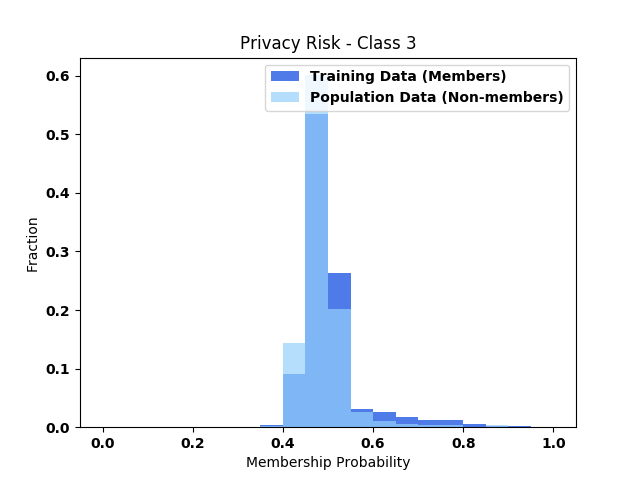 Privacy Risk - Class 3
Training Data (Members)
Population Data (Non-members)
Fraction
0.6
0.5
0.4
0.3
0.2
0.1
0.0
0.0 0.2 0.4 0.6 0.8 1.0
Membership Probability